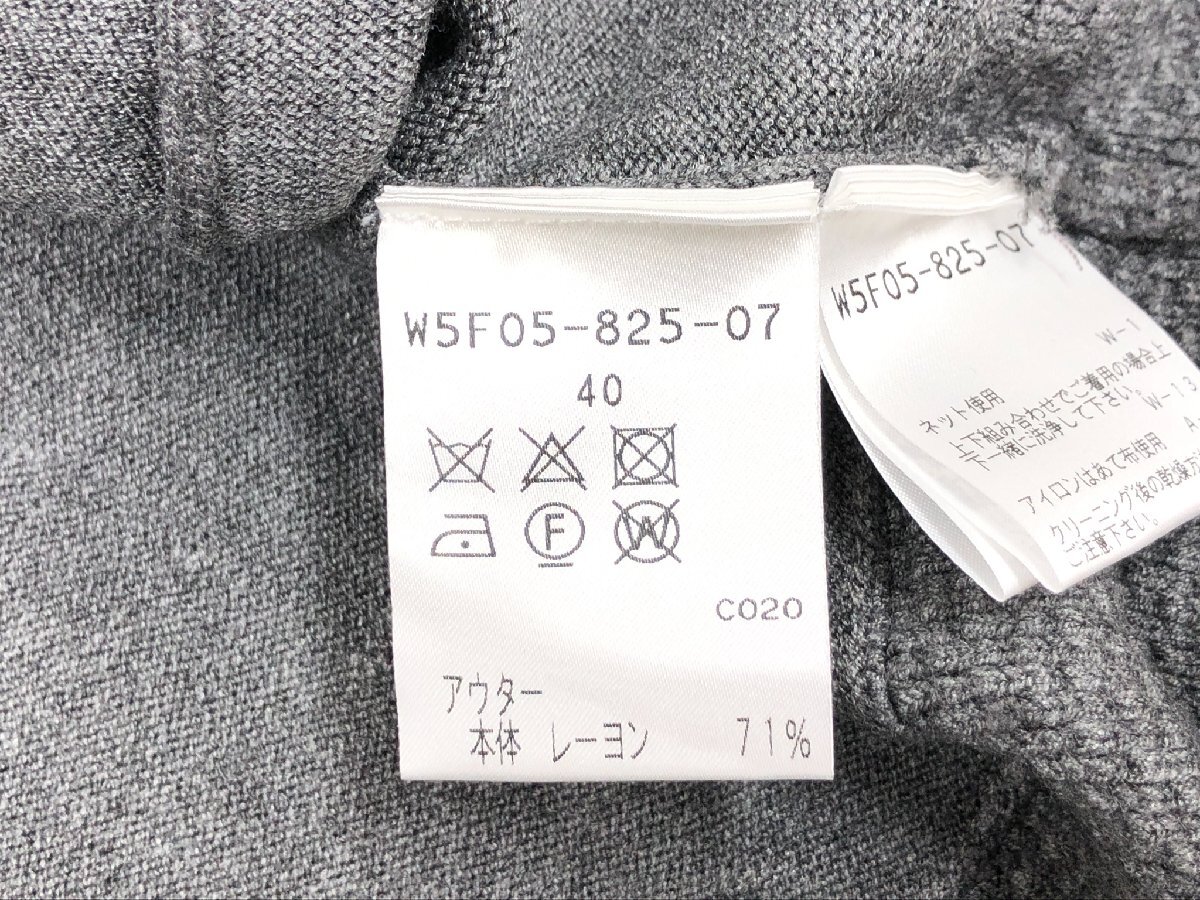 W5F05-825-07
40
F
W
C020
アウター
本体 レーヨン 71%
W5F05-825-07
W-1
ネット使用
上下組み合わせでご着用の場合上
下一緒に洗浄して下さい。
W-13
アイロンはあて布使用 A
クリーニング後の乾燥
ご注意下さい。